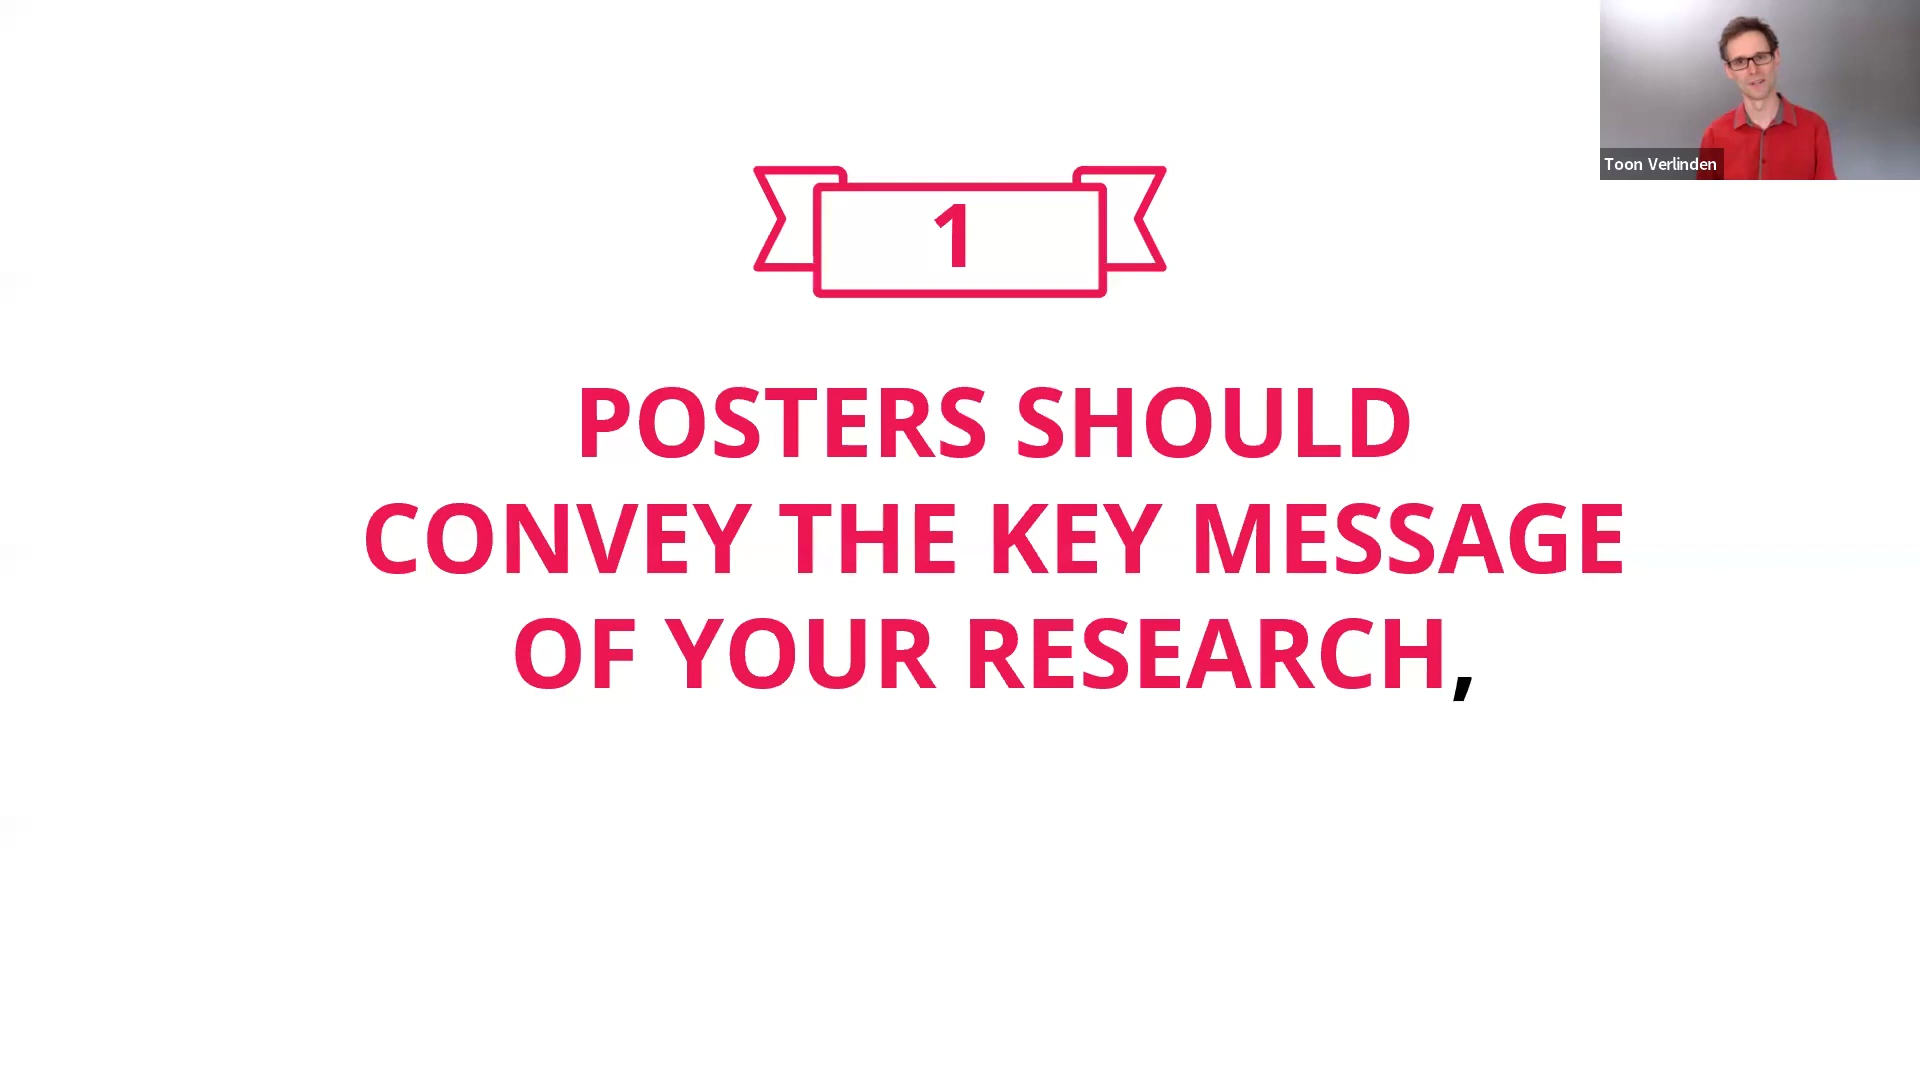 Toon Verlinden
1
POSTERS SHOULD
CONVEY THE KEY MESSAGE
OF YOUR RESEARCH,